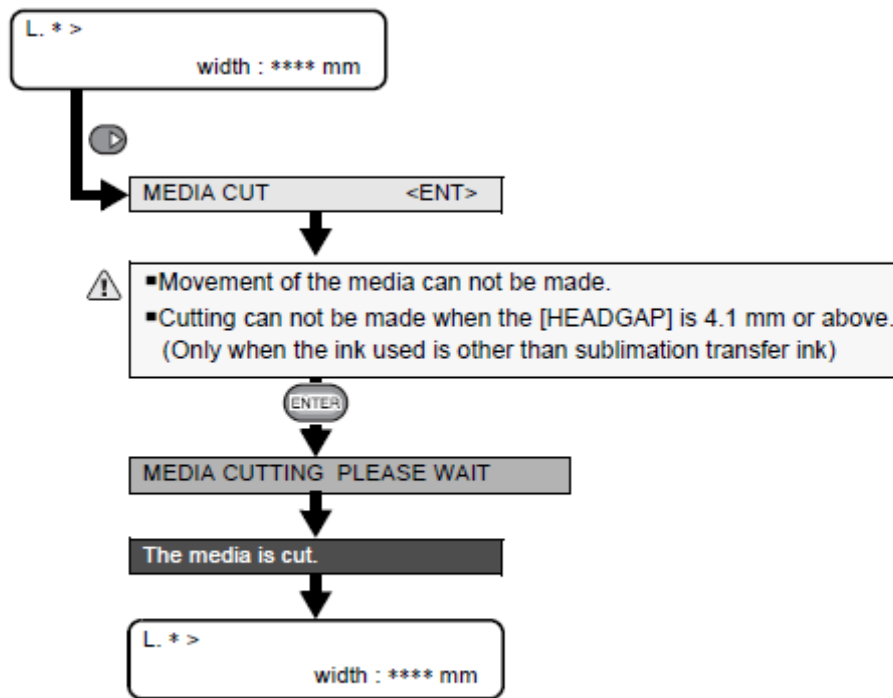 L. * >
width : **** mm
MEDIA CUT <ENT>
■Movement of the media can not be made.
■Cutting can not be made when the [HEADGAP] is 4.1 mm or above.
(Only when the ink used is other than sublimation transfer ink)
ENTER
MEDIA CUTTING PLEASE WAIT
The media is cut.
L. * >
width : **** mm